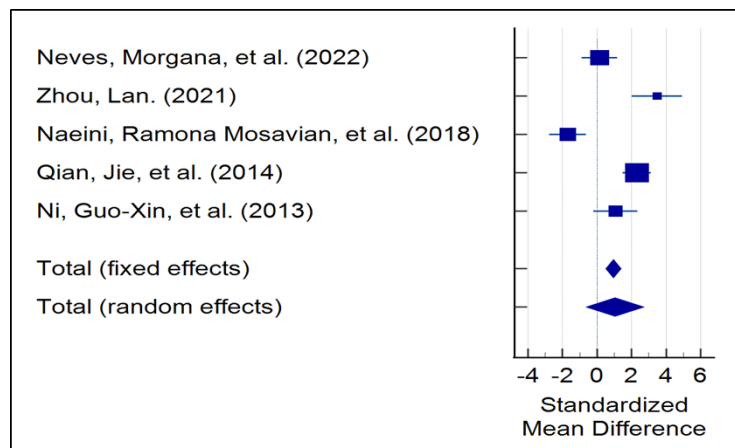 Neves, Morgana, et al. (2022)
Zhou, Lan. (2021)
Naeini, Ramona Mosavian, et al. (2018)
Qian, Jie, et al. (2014)
Ni, Guo-Xin, et al. (2013)
Total (fixed effects)
Total (random effects)
-4 -2 0 2 4 6
Standardized
Mean Difference